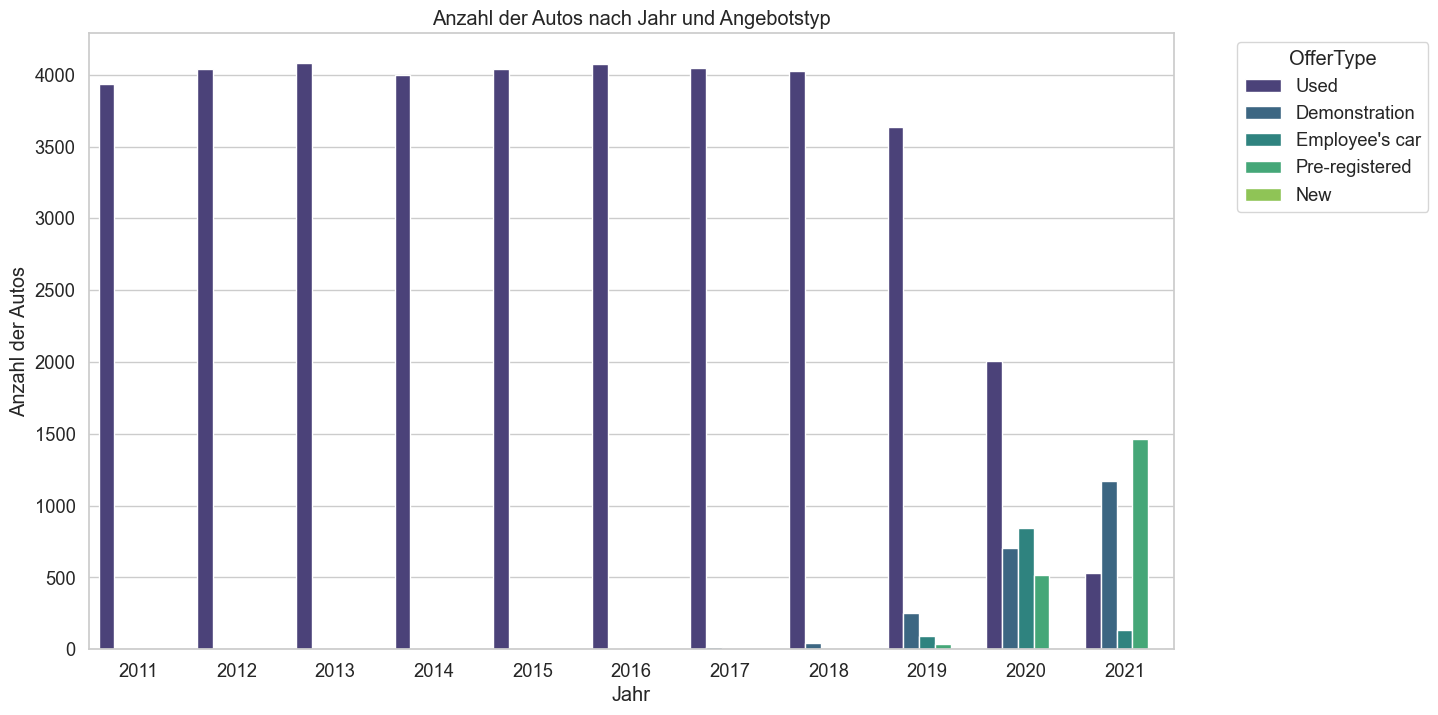 Anzahl der Autos nach Jahr und Angebotstyp
OfferType
Used
Demonstration
Employee's car
Pre-registered
New
Anzahl der Autos
4000
3500
3000
2500
2000
1500
1000
500
0
2011 2012 2013 2014 2015 2016 2017 2018 2019 2020 2021
Jahr